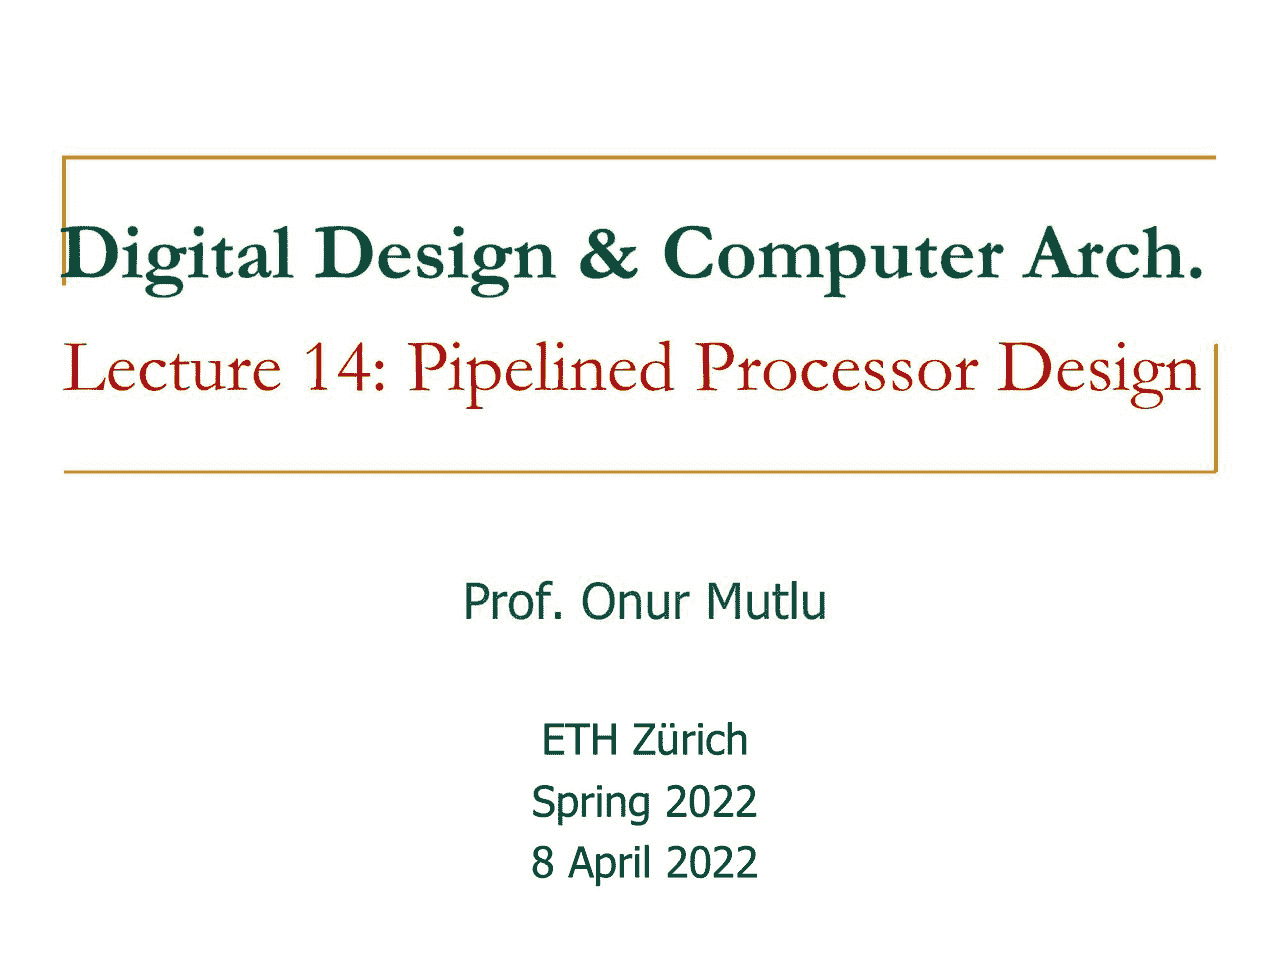 Digital Design & Computer Arch.
Lecture 14: Pipelined Processor Design
Prof. Onur Mutlu
ETH Zürich
Spring 2022
8 April 2022